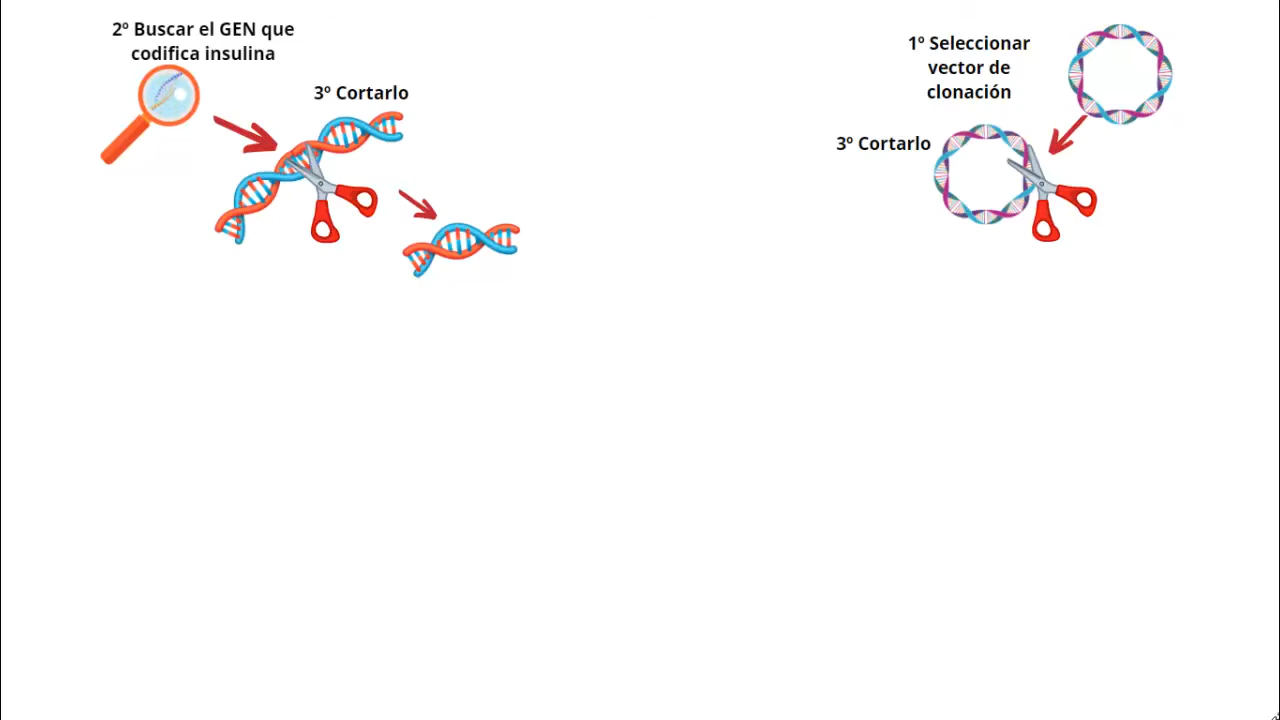 2º Buscar el GEN que
codifica insulina
3º Cortarlo
1º Seleccionar
vector de
clonación
3º Cortarlo